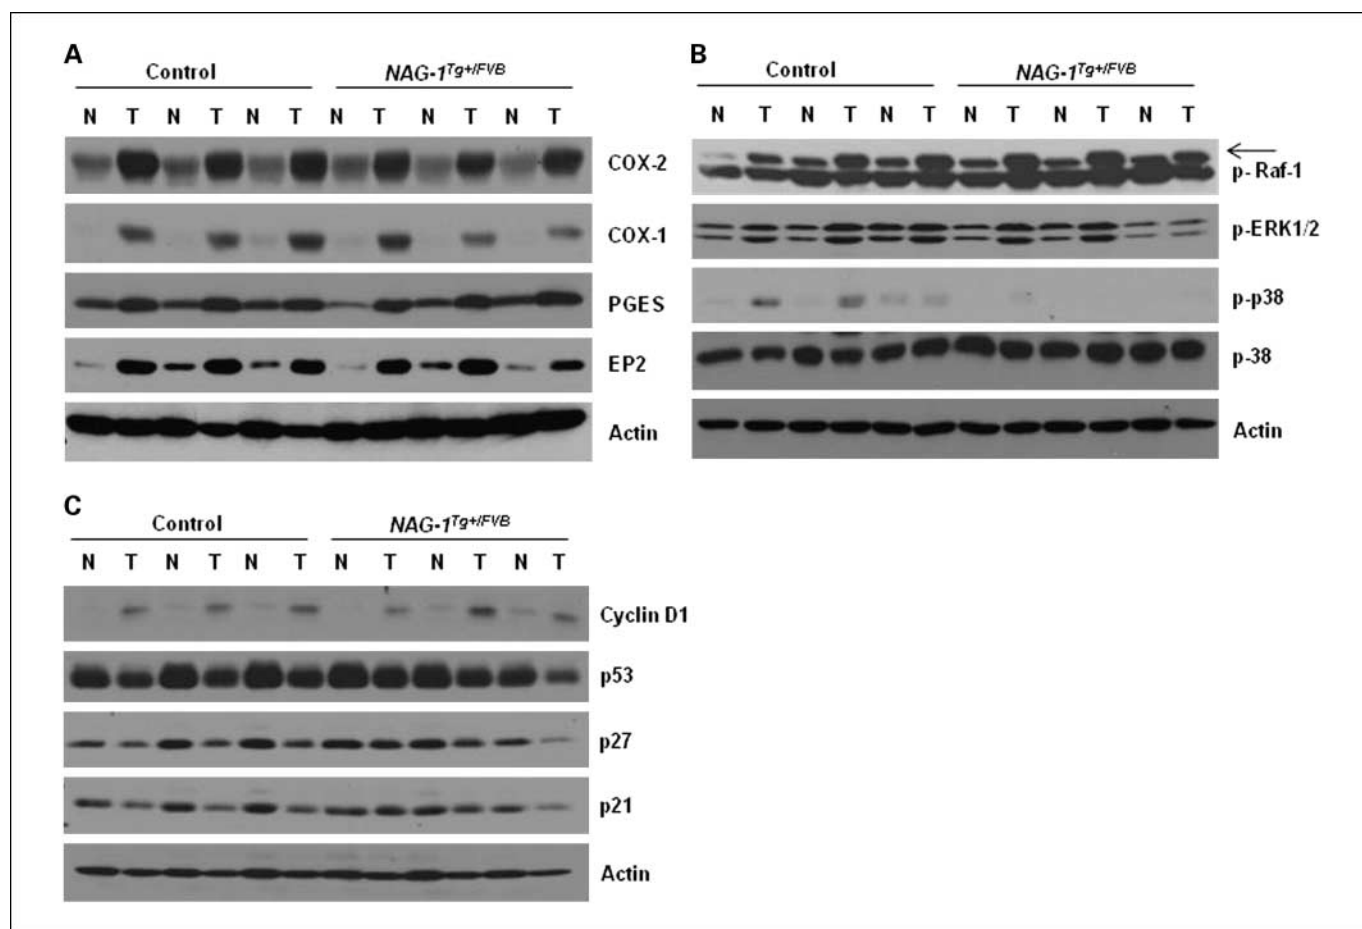 A
Control NAG-1Tg+/FVB
N T N T N T N T N T N T
COX-2
COX-1
PGES
EP2
Actin
B
Control NAG-1Tg+/FVB
N T N T N T N T N T N T
p-Raf-1
p-ERK1/2
p-p38
p-38
Actin
C
Control NAG-1Tg+/FVB
N T N T N T N T N T N T
Cyclin D1
p53
p27
p21
Actin